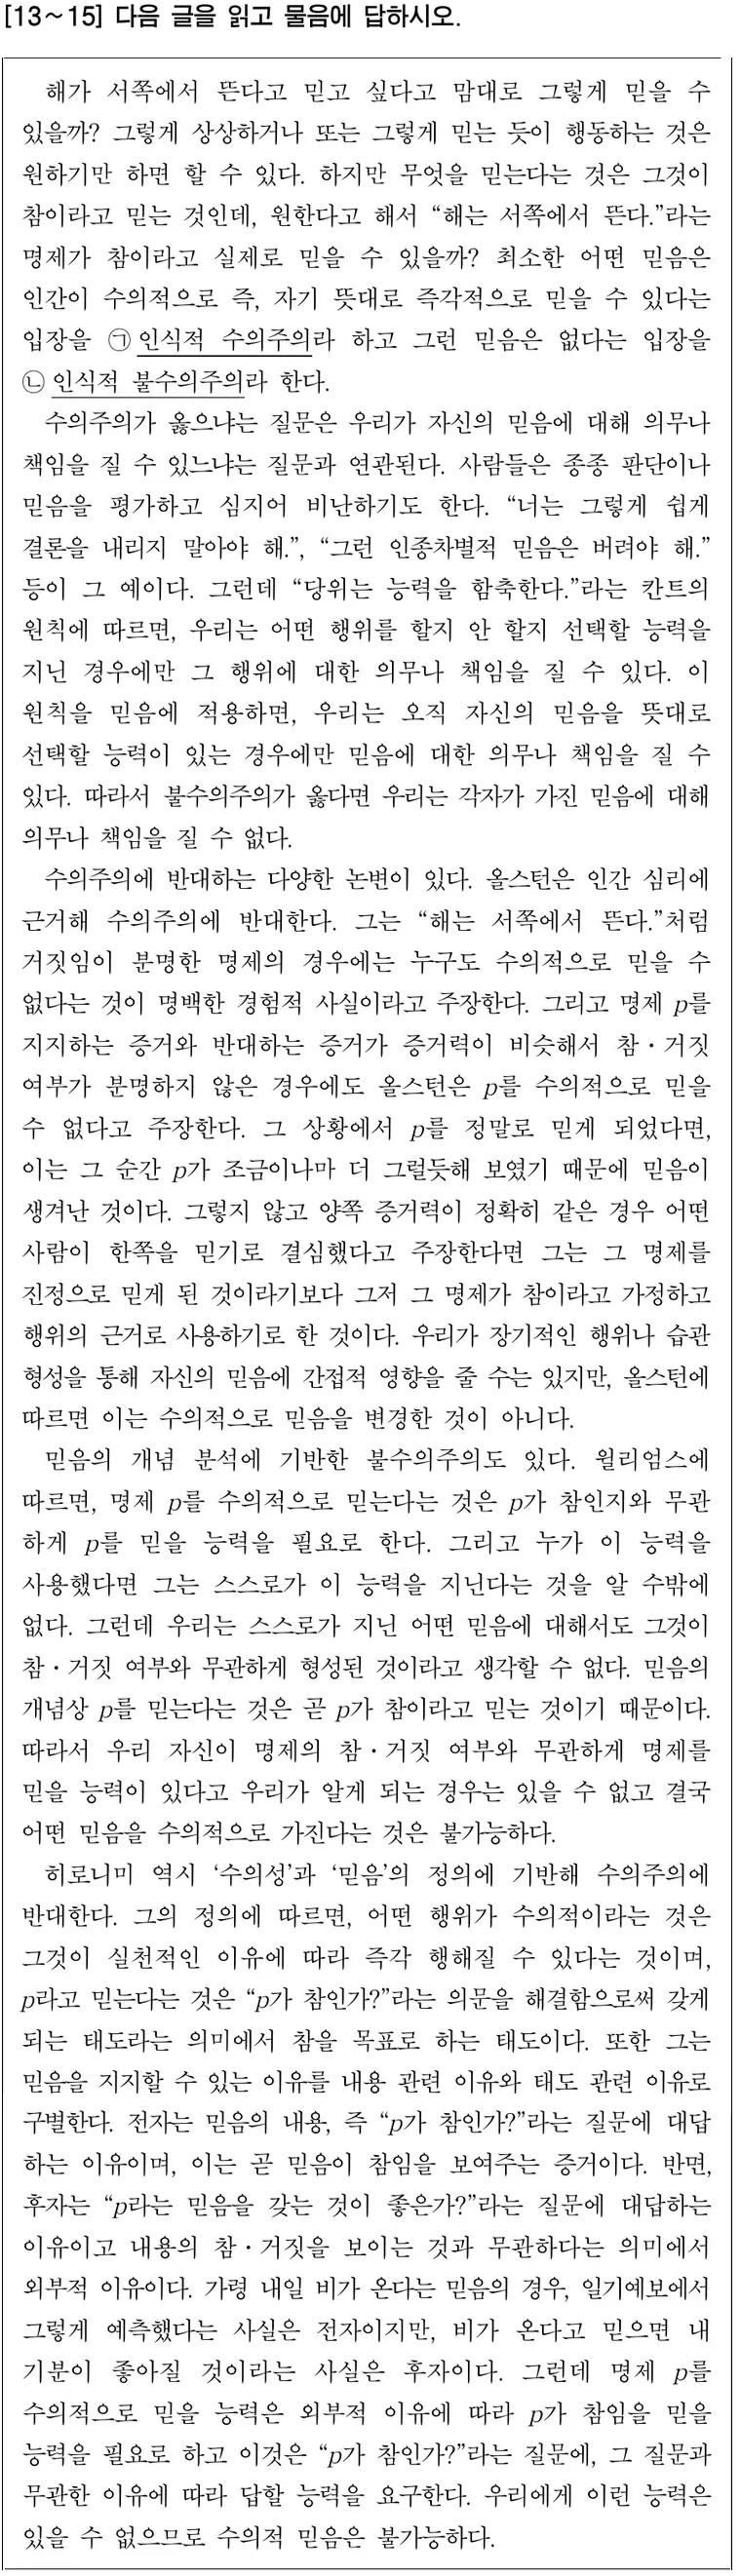 [13~15] 다음 글을 읽고 물음에 답하시오.
해가 서쪽에서 뜬다고 믿고 싶다고 맘대로 그렇게 믿을 수
있을까? 그렇게 상상하거나 또는 그렇게 믿는 듯이 행동하는 것은
원하기만 하면 할 수 있다. 하지만 무엇을 믿는다는 것은 그것이
참이라고 믿는 것인데, 원한다고 해서 “해는 서쪽에서 뜬다.”라는
명제가 참이라고 실제로 믿을 수 있을까? 최소한 어떤 믿음은
인간이 수의적으로 즉, 자기 뜻대로 즉각적으로 믿을 수 있다는
입장을 ㉠ 인식적 수의주의라 하고 그런 믿음은 없다는 입장을
㉡ 인식적 불수의주의라 한다.
수의주의가 옳으냐는 질문은 우리가 자신의 믿음에 대해 의무나
책임을 질 수 있느냐는 질문과 연관된다. 사람들은 종종 판단이나
믿음을 평가하고 심지어 비난하기도 한다. “너는 그렇게 쉽게
결론을 내리지 말아야 해.”, “그런 인종차별적 믿음은 버려야 해.”
등이 그 예이다. 그런데 “당위는 능력을 함축한다.”라는 칸트의
원칙에 따르면, 우리는 어떤 행위를 할지 안 할지 선택할 능력을
지닌 경우에만 그 행위에 대한 의무나 책임을 질 수 있다. 이
원칙을 믿음에 적용하면, 우리는 오직 자신의 믿음을 뜻대로
선택할 능력이 있는 경우에만 믿음에 대한 의무나 책임을 질 수
있다. 따라서 불수의주의가 옳다면 우리는 각자가 가진 믿음에 대해
의무나 책임을 질 수 없다.
수의주의에 반대하는 다양한 논변이 있다. 올스턴은 인간 심리에
근거해 수의주의에 반대한다. 그는 “해는 서쪽에서 뜬다.”처럼
거짓임이 분명한 명제의 경우에는 누구도 수의적으로 믿을 수
없다는 것이 명백한 경험적 사실이라고 주장한다. 그리고 명제 p를
지지하는 증거와 반대하는 증거가 증거력이 비슷해서 참·거짓
여부가 분명하지 않은 경우에도 올스턴은 p를 수의적으로 믿을
수 없다고 주장한다. 그 상황에서 p를 정말로 믿게 되었다면,
이는 그 순간 p가 조금이나마 더 그럴듯해 보였기 때문에 믿음이
생겨난 것이다. 그렇지 않고 양쪽 증거력이 정확히 같은 경우 어떤
사람이 한쪽을 믿기로 결심했다고 주장한다면 그는 그 명제를
진정으로 믿게 된 것이라기보다 그저 그 명제가 참이라고 가정하고
행위의 근거로 사용하기로 한 것이다. 우리가 장기적인 행위나 습관
형성을 통해 자신의 믿음에 간접적 영향을 줄 수는 있지만, 올스턴에
따르면 이는 수의적으로 믿음을 변경한 것이 아니다.
믿음의 개념 분석에 기반한 불수의주의도 있다. 윌리엄스에
따르면, 명제 p를 수의적으로 믿는다는 것은 p가 참인지와 무관
하게 p를 믿을 능력을 필요로 한다. 그리고 누가 이 능력을
사용했다면 그는 스스로가 이 능력을 지닌다는 것을 알 수밖에
없다. 그런데 우리는 스스로가 지닌 어떤 믿음에 대해서도 그것이
참·거짓 여부와 무관하게 형성된 것이라고 생각할 수 없다. 믿음의
개념상 p를 믿는다는 것은 곧 p가 참이라고 믿는 것이기 때문이다.
따라서 우리 자신이 명제의 참·거짓 여부와 무관하게 명제를
믿을 능력이 있다고 우리가 알게 되는 경우는 있을 수 없고 결국
어떤 믿음을 수의적으로 가진다는 것은 불가능하다.
히로니미 역시 ‘수의성’과 ‘믿음’의 정의에 기반해 수의주의에
반대한다. 그의 정의에 따르면, 어떤 행위가 수의적이라는 것은
그것이 실천적인 이유에 따라 즉각 행해질 수 있다는 것이며,
p라고 믿는다는 것은 “p가 참인가?”라는 의문을 해결함으로써 갖게
되는 태도라는 의미에서 참을 목표로 하는 태도이다. 또한 그는
믿음을 지지할 수 있는 이유를 내용 관련 이유와 태도 관련 이유로
구별한다. 전자는 믿음의 내용, 즉 “p가 참인가?”라는 질문에 대답
하는 이유이며, 이는 곧 믿음이 참임을 보여주는 증거이다. 반면,
후자는 “p라는 믿음을 갖는 것이 좋은가?”라는 질문에 대답하는
이유이고 내용의 참·거짓을 보이는 것과 무관하다는 의미에서
외부적 이유이다. 가령 내일 비가 온다는 믿음의 경우, 일기예보에서
그렇게 예측했다는 사실은 전자이지만, 비가 온다고 믿으면 내
기분이 좋아질 것이라는 사실은 후자이다. 그런데 명제 p를
수의적으로 믿을 능력은 외부적 이유에 따라 p가 참임을 믿을
능력을 필요로 하고 이것은 “p가 참인가?”라는 질문에, 그 질문과
무관한 이유에 따라 답할 능력을 요구한다. 우리에게 이런 능력은
있을 수 없으므로 수의적 믿음은 불가능하다.